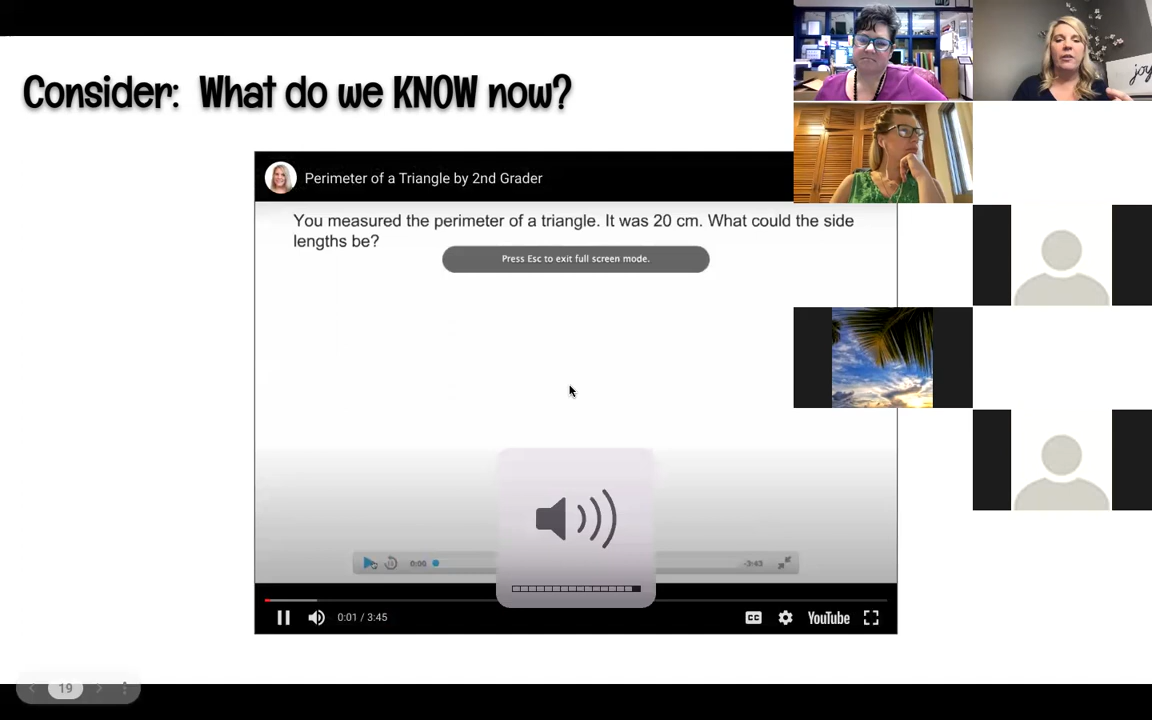 Consider: What do we KNOW now?
joy
Perimeter of a Triangle by 2nd Grader
You measured the perimeter of a triangle. It was 20 cm. What could the side
lengths be?
Press Esc to exit full screen mode.
0:06
-3:43
0:01 / 3:45
CC
YouTube
19